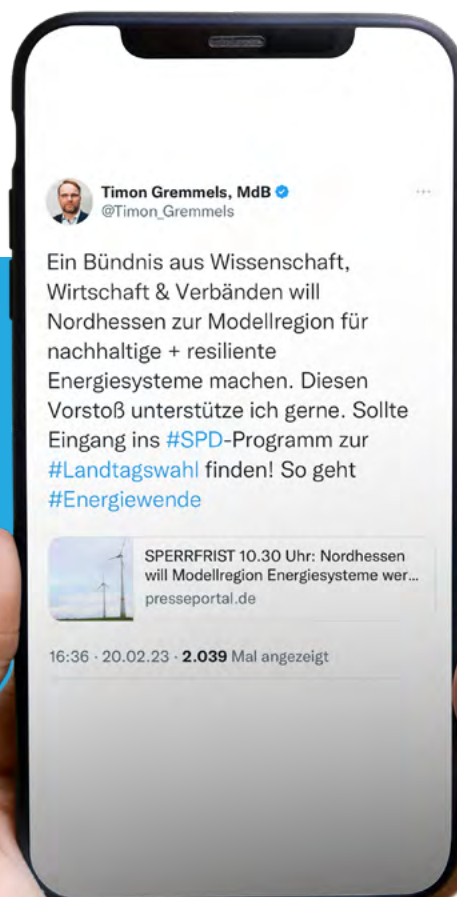 Timon Gremmels, MdB
@Timon_Gremmels
Ein Bündnis aus Wissenschaft,
Wirtschaft & Verbänden will
Nordhessen zur Modellregion für
nachhaltige + resiliente
Energiesysteme machen. Diesen
Vorstoß unterstütze ich gerne. Sollte
Eingang ins #SPD-Programm zur
#Landtagswahl finden! So geht
#Energiewende
SPERRFRIST 10.30 Uhr: Nordhessen
will Modellregion Energiesysteme wer...
presseportal.de
16:36 · 20.02.23 · 2.039 Mal angezeigt